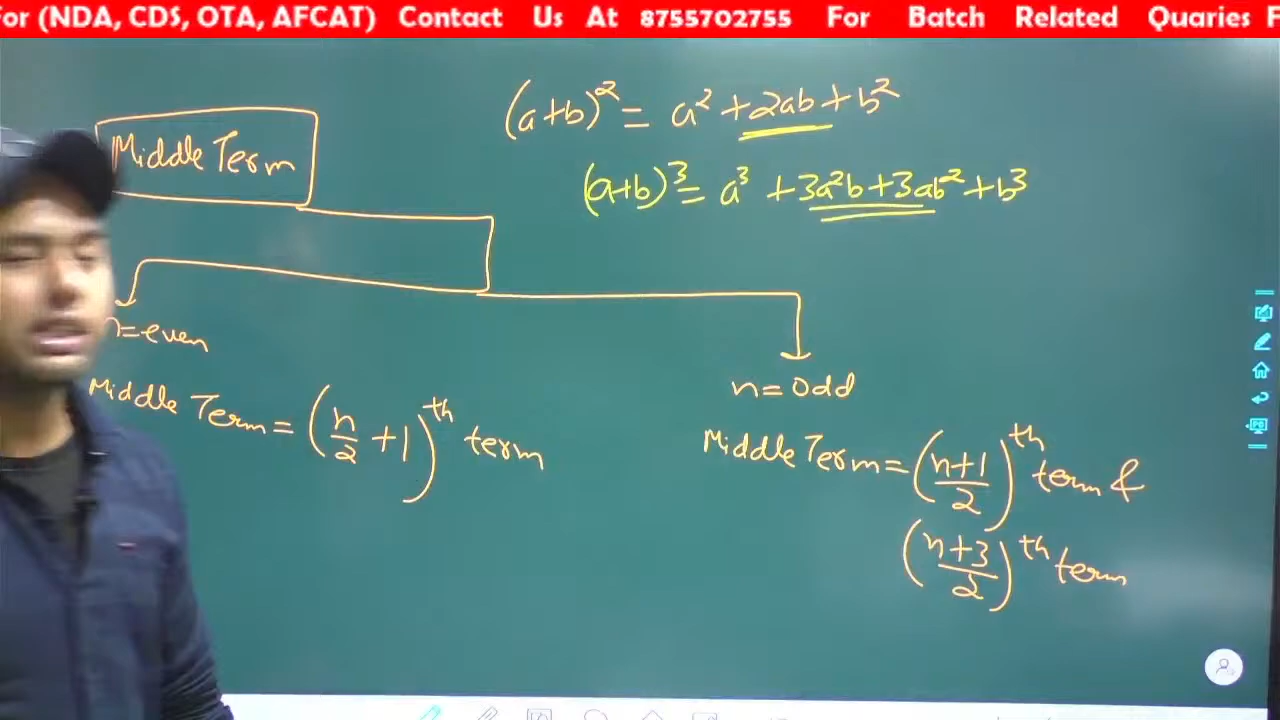 For (NDA, CDS, OTA, AFCAT) Contact Us At 8755702755 For Batch Related Quaries F
(a+b)² = a² + 2ab + b²
Middle Term
(a+b)³ = a³ + 3a²b + 3ab² + b³
n = even
n = Odd
Middle Term = (n/2 + 1)th term
Middle Term = ((n+1)/2)th term &
((n+3)/2)th term